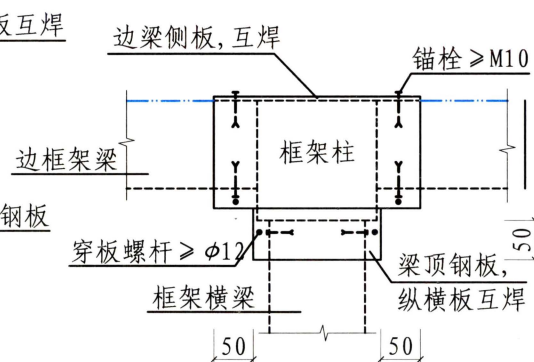 板互焊
边梁侧板,互焊
锚栓≥M10
框架柱
边框架梁
钢板
穿板螺杆≥φ12
梁顶钢板,
纵横板互焊
框架横梁
50
50
50